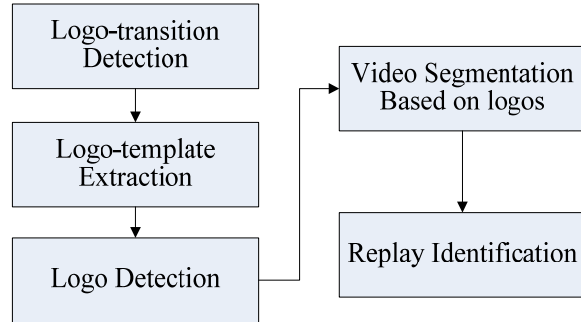 Logo-transition
Detection
Logo-template
Extraction
Logo Detection
Video Segmentation
Based on logos
Replay Identification